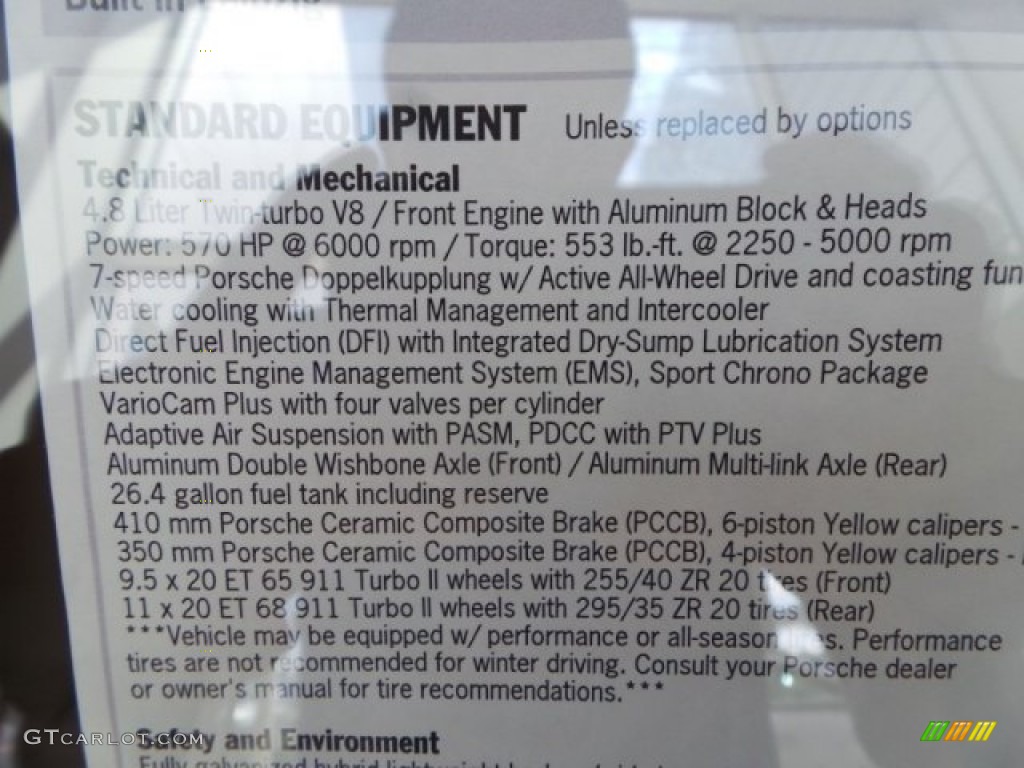 Built in
STANDARD EQUIPMENT Unless replaced by options
Technical and Mechanical
4.8 Liter Twin-turbo V8 / Front Engine with Aluminum Block & Heads
Power: 570 HP @ 6000 rpm / Torque: 553 lb.-ft. @ 2250 - 5000 rpm
7-speed Porsche Doppelkupplung w/ Active All-Wheel Drive and coasting fun
Water cooling with Thermal Management and Intercooler
Direct Fuel Injection (DFI) with Integrated Dry-Sump Lubrication System
Electronic Engine Management System (EMS), Sport Chrono Package
VarioCam Plus with four valves per cylinder
Adaptive Air Suspension with PASM, PDCC with PTV Plus
Aluminum Double Wishbone Axle (Front) / Aluminum Multi-link Axle (Rear)
26.4 gallon fuel tank including reserve
410 mm Porsche Ceramic Composite Brake (PCCB), 6-piston Yellow calipers -
350 mm Porsche Ceramic Composite Brake (PCCB), 4-piston Yellow calipers -
9.5 x 20 ET 65 911 Turbo II wheels with 255/40 ZR 20 tires (Front)
11 x 20 ET 68 911 Turbo II wheels with 295/35 ZR 20 tires (Rear)
***Vehicle may be equipped w/ performance or all-season tires. Performance
tires are not recommended for winter driving. Consult your Porsche dealer
or owner's manual for tire recommendations.***
Safety and Environment
Fully galvanized hybrid lightweight
GTcarlot.com